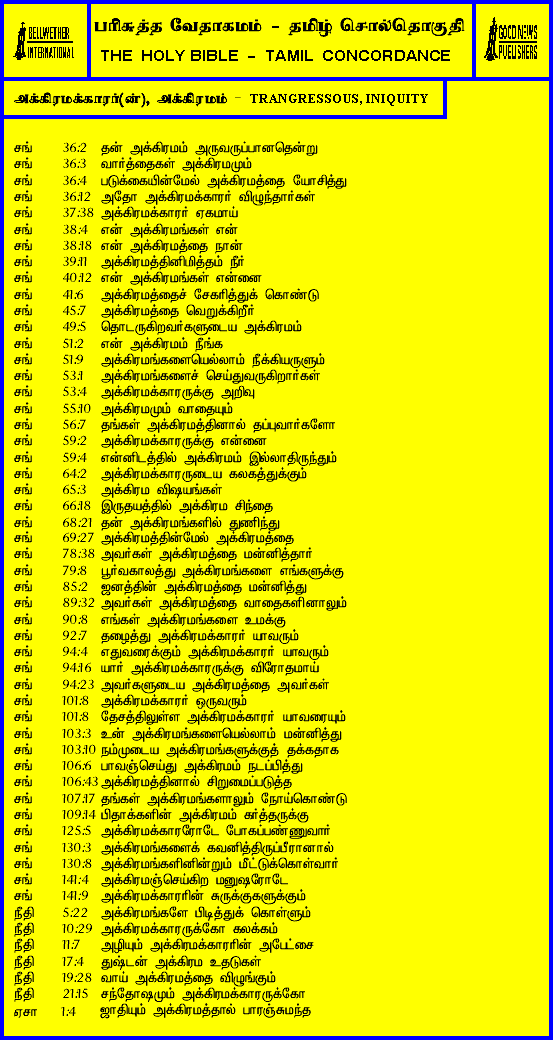 BELLWETHER
INTERNATIONAL
பரிசுத்த வேதாகமம் - தமிழ் சொல்தொகுதி
THE HOLY BIBLE - TAMIL CONCORDANCE
GOOD NEWS
PUBLISHERS
அக்கிரமக்காரர்(ன்), அக்கிரமம் - TRANGRESSOUS, INIQUITY
சங் 36:2 தன் அக்கிரமம் அருவருப்பானதென்று
சங் 36:3 வார்த்தைகள் அக்கிரமமும்
சங் 36:4 படுக்கையின்மேல் அக்கிரமத்தை யோசித்து
சங் 36:12 அதோ அக்கிரமக்காரர் விழுந்தார்கள்
சங் 37:38 அக்கிரமக்காரர் ஏகமாய்
சங் 38:4 என் அக்கிரமங்கள் என்
சங் 38:18 என் அக்கிரமத்தை நான்
சங் 39:11 அக்கிரமத்தினிமித்தம் நீர்
சங் 40:12 என் அக்கிரமங்கள் என்னை
சங் 41:6 அக்கிரமத்தைச் சேகரித்துக் கொண்டு
சங் 45:7 அக்கிரமத்தை வெறுக்கிறீர்
சங் 49:5 தொடருகிறவர்களுடைய அக்கிரமம்
சங் 51:2 என் அக்கிரமம் நீங்க
சங் 51:9 அக்கிரமங்களையெல்லாம் நீக்கியருளும்
சங் 53:1 அக்கிரமங்களைச் செய்துவருகிறார்கள்
சங் 53:4 அக்கிரமக்காரருக்கு அறிவு
சங் 55:10 அக்கிரமமும் வாதையும்
சங் 56:7 தங்கள் அக்கிரமத்தினால் தப்புவார்களோ
சங் 59:2 அக்கிரமக்காரருக்கு என்னை
சங் 59:4 என்னிடத்தில் அக்கிரமம் இல்லாதிருந்தும்
சங் 64:2 அக்கிரமக்காரருடைய கலகத்துக்கும்
சங் 65:3 அக்கிரம விஷயங்கள்
சங் 66:18 இருதயத்தில் அக்கிரம சிந்தை
சங் 68:21 தன் அக்கிரமங்களில் துணிந்து
சங் 69:27 அக்கிரமத்தின்மேல் அக்கிரமத்தை
சங் 78:38 அவர்கள் அக்கிரமத்தை மன்னித்தார்
சங் 79:8 பூர்வகாலத்து அக்கிரமங்களை எங்களுக்கு
சங் 85:2 ஜனத்தின் அக்கிரமத்தை மன்னித்து
சங் 89:32 அவர்கள் அக்கிரமத்தை வாதைகளினாலும்
சங் 90:8 எங்கள் அக்கிரமங்களை உமக்கு
சங் 92:7 தழைத்து அக்கிரமக்காரர் யாவரும்
சங் 94:4 எதுவரைக்கும் அக்கிரமக்காரர் யாவரும்
சங் 94:16 யார் அக்கிரமக்காரருக்கு விரோதமாய்
சங் 94:23 அவர்களுடைய அக்கிரமத்தை அவர்கள்
சங் 101:8 அக்கிரமக்காரர் ஒருவரும்
சங் 101:8 தேசத்திலுள்ள அக்கிரமக்காரர் யாவரையும்
சங் 103:3 உன் அக்கிரமங்களையெல்லாம் மன்னித்து
சங் 103:10 நம்முடைய அக்கிரமங்களுக்குத் தக்கதாக
சங் 106:6 பாவஞ்செய்து அக்கிரமம் நடப்பித்து
சங் 106:43 அக்கிரமத்தினால் சிறுமைப்படுத்த
சங் 107:17 தங்கள் அக்கிரமங்களாலும் நோய்கொண்டு
சங் 109:14 பிதாக்களின் அக்கிரமம் கர்த்தருக்கு
சங் 125:5 அக்கிரமக்காரரோடே போகப்பண்ணுவார்
சங் 130:3 அக்கிரமங்களைக் கவனித்திருப்பீரானால்
சங் 130:8 அக்கிரமங்களினின்றும் மீட்டுக்கொள்வார்
சங் 141:4 அக்கிரமஞ்செய்கிற மனுஷரோடே
சங் 141:9 அக்கிரமக்காரரின் சுருக்குகளுக்கும்
நீதி 5:22 அக்கிரமங்களே பிடித்துக் கொள்ளும்
நீதி 10:29 அக்கிரமக்காரருக்கோ கலக்கம்
நீதி 11:7 அழியும் அக்கிரமக்காரரின் அபேட்சை
நீதி 17:4 துஷ்டன் அக்கிரம உதடுகள்
நீதி 19:28 வாய் அக்கிரமத்தை விழுங்கும்
நீதி 21:15 சந்தோஷமும் அக்கிரமக்காரருக்கோ
ஏசா 1:4 ஜாதியும் அக்கிரமத்தால் பாரஞ்சுமந்த